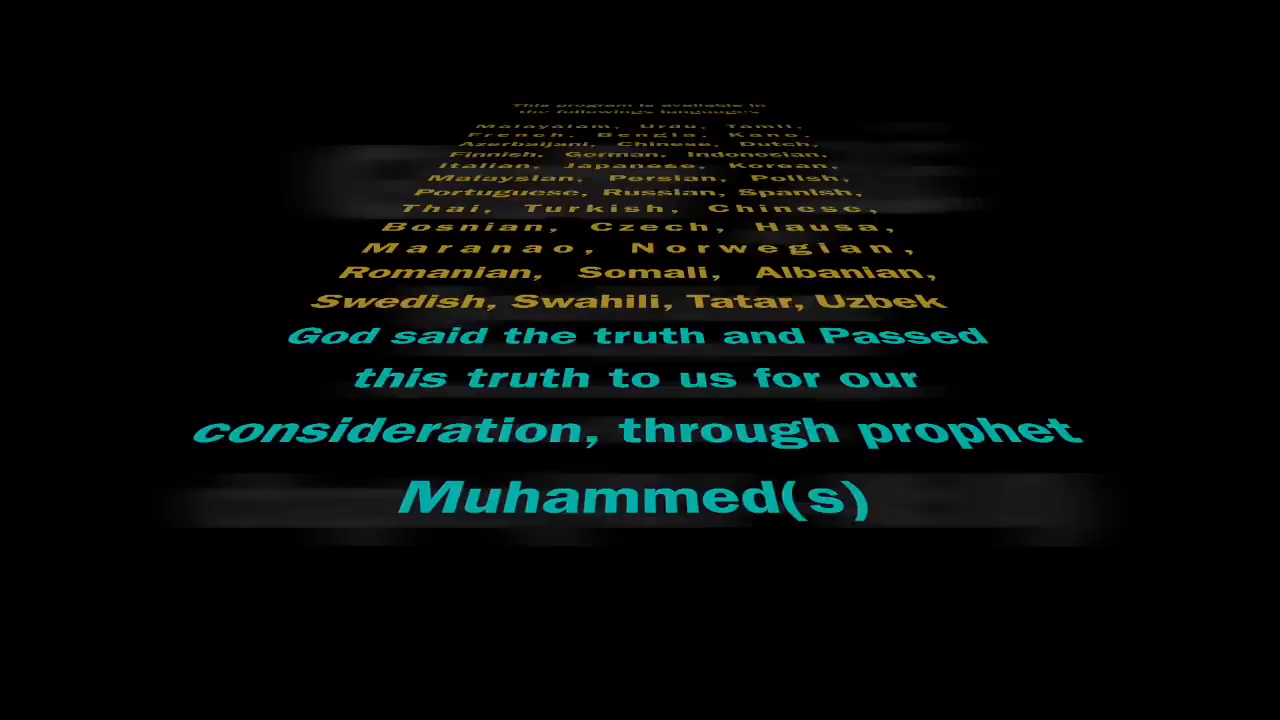 This program is available in
the followings languages
Malayalam, Urdu, Tamil,
French, Bengla, Kano,
Azerbaijani, Chinese, Dutch,
Finnish, German, Indonesian,
Italian, Japanese, Korean,
Malaysian, Persian, Polish,
Portuguese, Russian, Spanish,
Thai, Turkish, Chinese,
Bosnian, Czech, Hausa,
Maranao, Norwegian,
Romanian, Somali, Albanian,
Swedish, Swahili, Tatar, Uzbek
God said the truth and Passed
this truth to us for our
consideration, through prophet
Muhammed(s)